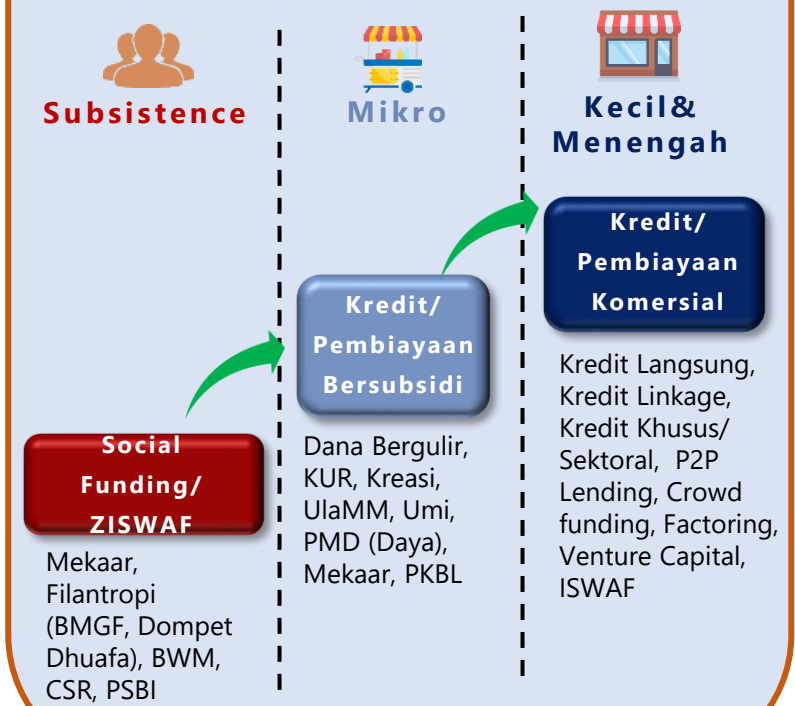 Subsistence
Mikro
Kecil&
Menengah
Kredit/
Pembiayaan
Komersial
Kredit/
Pembiayaan
Bersubsidi
Social
Funding/
ZISWAF
Mekaar,
Filantropi
(BMGF, Dompet
Dhuafa), BWM,
CSR, PSBI
Dana Bergulir,
KUR, Kreasi,
UlaMM, Umi,
PMD (Daya),
Mekaar, PKBL
Kredit Langsung,
Kredit Linkage,
Kredit Khusus/
Sektoral, P2P
Lending, Crowd
funding, Factoring,
Venture Capital,
ISWAF